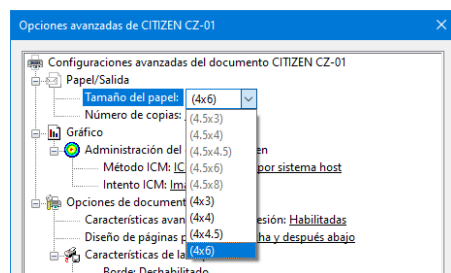 Opciones avanzadas de CITIZEN CZ-01
Configuraciones avanzadas del documento CITIZEN CZ-01
Papel/Salida
Tamaño del papel: (4x6)
Número de copias:
(4.5x3)
(4.5x4)
(4.5x4.5)
(4.5x6)
(4.5x8)
(4x3)
(4x4)
(4x4.5)
(4x6)
Gráfico
Administración del en
Método ICM: IC por sistema host
Intento ICM: Im
Opciones de document
Características avan esión: Habilitadas
Diseño de páginas p ha y después abajo
Características de la
Borde: Deshabilitado